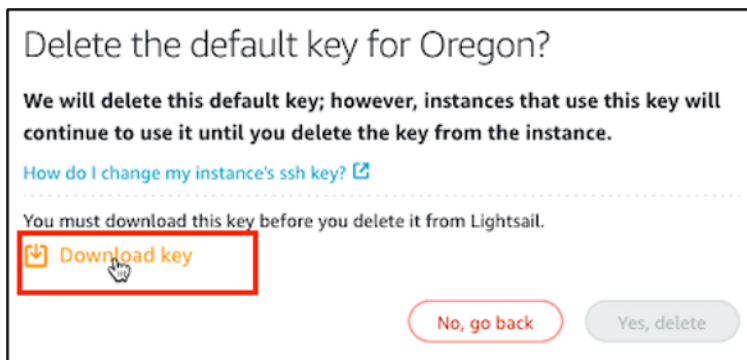 Delete the default key for Oregon?
We will delete this default key; however, instances that use this key will
continue to use it until you delete the key from the instance.
How do I change my instance's ssh key?
You must download this key before you delete it from Lightsail.
Download key
No, go back
Yes, delete